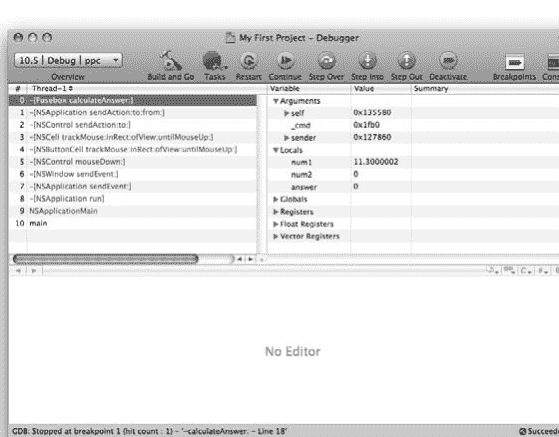 My First Project – Debugger
10.5 | Debug | ppc
Overview Build and Go Tasks Restart Continue Step Over Step Into Step Out Deactivate Breakpoints
# Thread-1
0 -[Fusebox calculateAnswer:]
1 -[NSApplication sendAction:to:from:]
2 -[NSControl sendAction:to:]
3 -[NSCell trackMouse:inRect:ofView:untilMouseUp:]
4 -[NSButtonCell trackMouse:inRect:ofView:untilMouseUp:]
5 -[NSControl mouseDown:]
6 -[NSWindow sendEvent:]
7 -[NSApplication sendEvent:]
8 -[NSApplication run]
9 NSApplicationMain
10 main
Variable Value Summary
Arguments
self 0x135580
_cmd 0x1fb0
sender 0x127860
Locals
num1 11.3000002
num2 0
answer 0
Globals
Registers
Float Registers
Vector Registers
No Editor
GDB: Stopped at breakpoint 1 (hit count : 1) - '-calculateAnswer: - Line 18'
Succeed